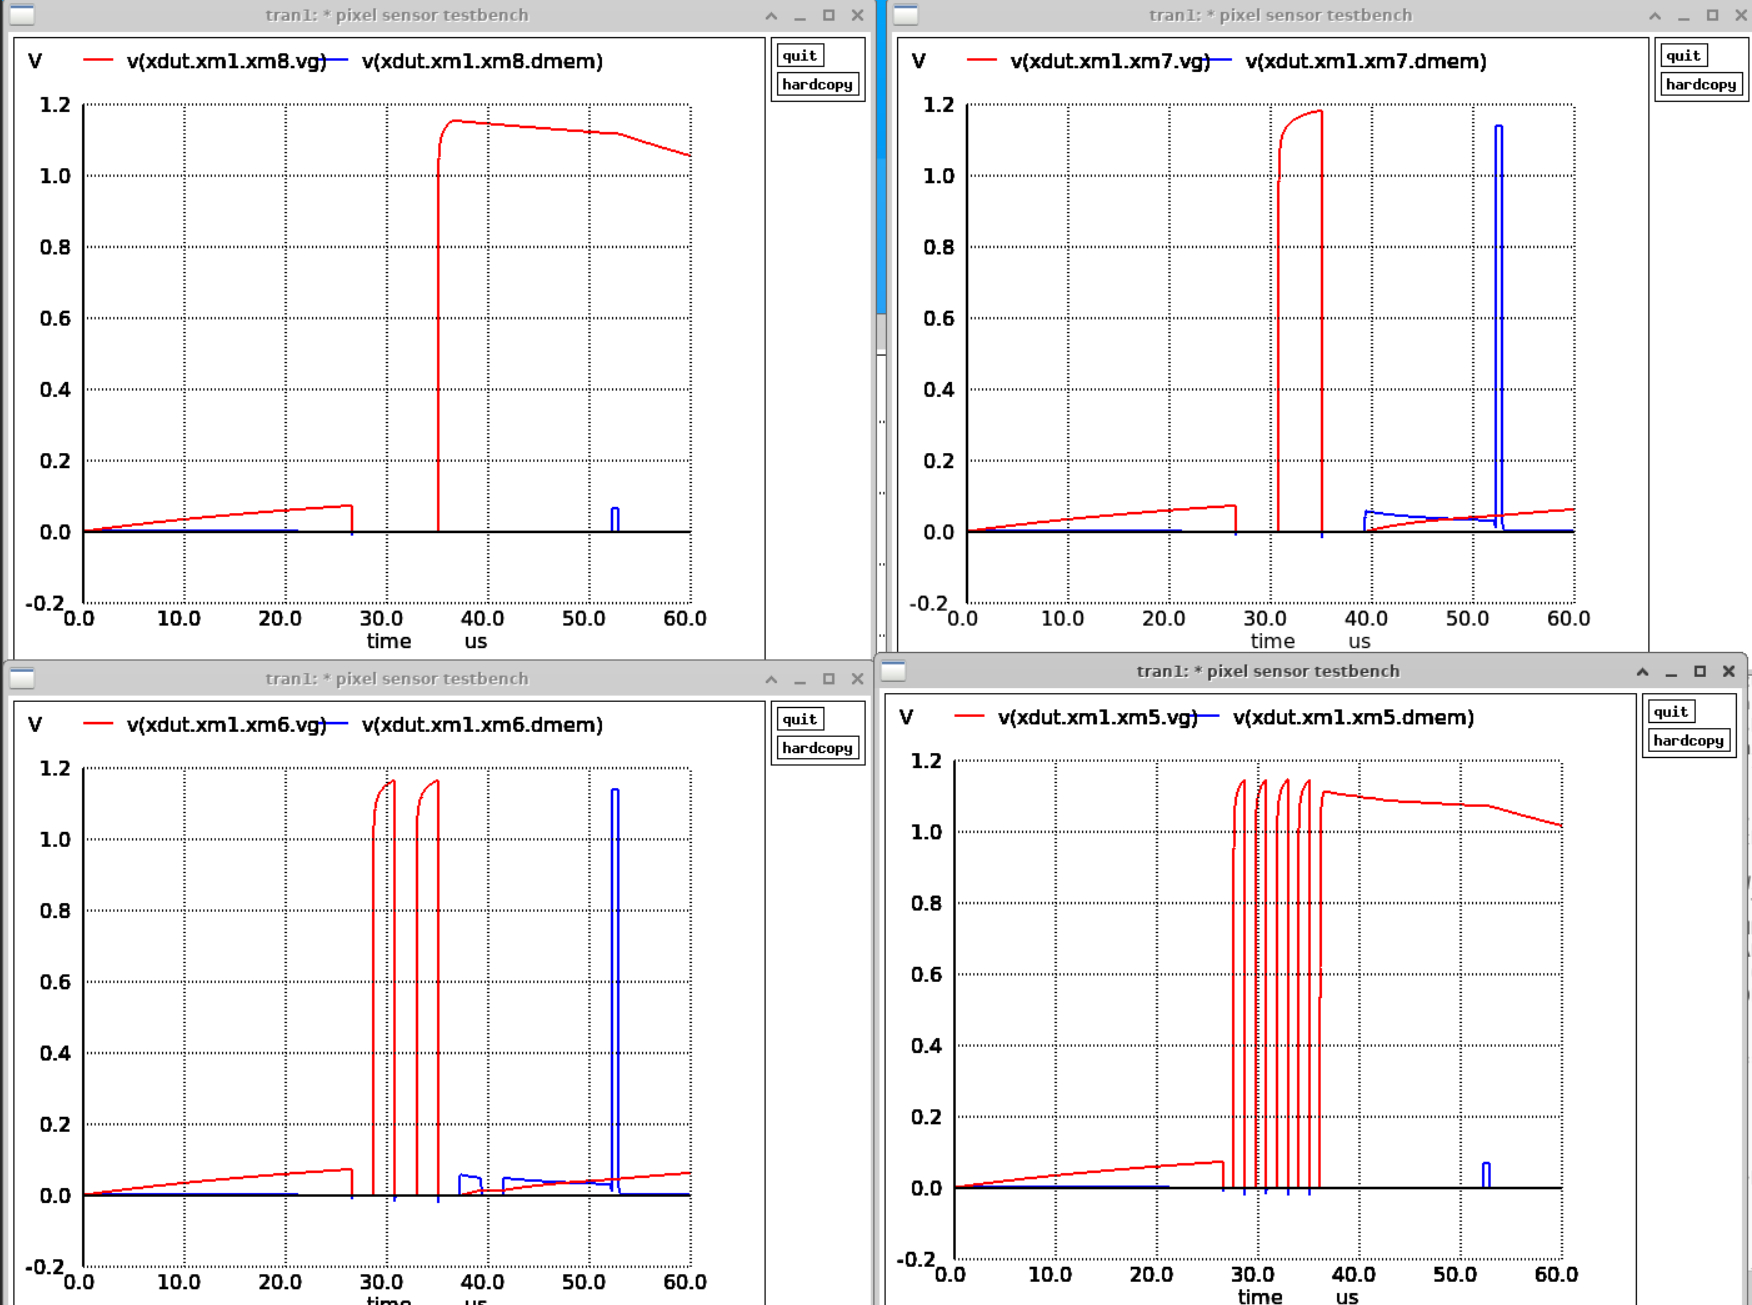 tran1: * pixel sensor testbench
V v(xdut.xm1.xm8.vg) v(xdut.xm1.xm8.dmem)
quit
hardcopy
1.2
1.0
0.8
0.6
0.4
0.2
0.0
-0.2
0.0 10.0 20.0 30.0 40.0 50.0 60.0
time us
tran1: * pixel sensor testbench
V v(xdut.xm1.xm7.vg) v(xdut.xm1.xm7.dmem)
quit
hardcopy
1.2
1.0
0.8
0.6
0.4
0.2
0.0
-0.2
0.0 10.0 20.0 30.0 40.0 50.0 60.0
time us
tran1: * pixel sensor testbench
V v(xdut.xm1.xm6.vg) v(xdut.xm1.xm6.dmem)
quit
hardcopy
1.2
1.0
0.8
0.6
0.4
0.2
0.0
-0.2
0.0 10.0 20.0 30.0 40.0 50.0 60.0
time us
tran1: * pixel sensor testbench
V v(xdut.xm1.xm5.vg) v(xdut.xm1.xm5.dmem)
quit
hardcopy
1.2
1.0
0.8
0.6
0.4
0.2
0.0
-0.2
0.0 10.0 20.0 30.0 40.0 50.0 60.0
time us